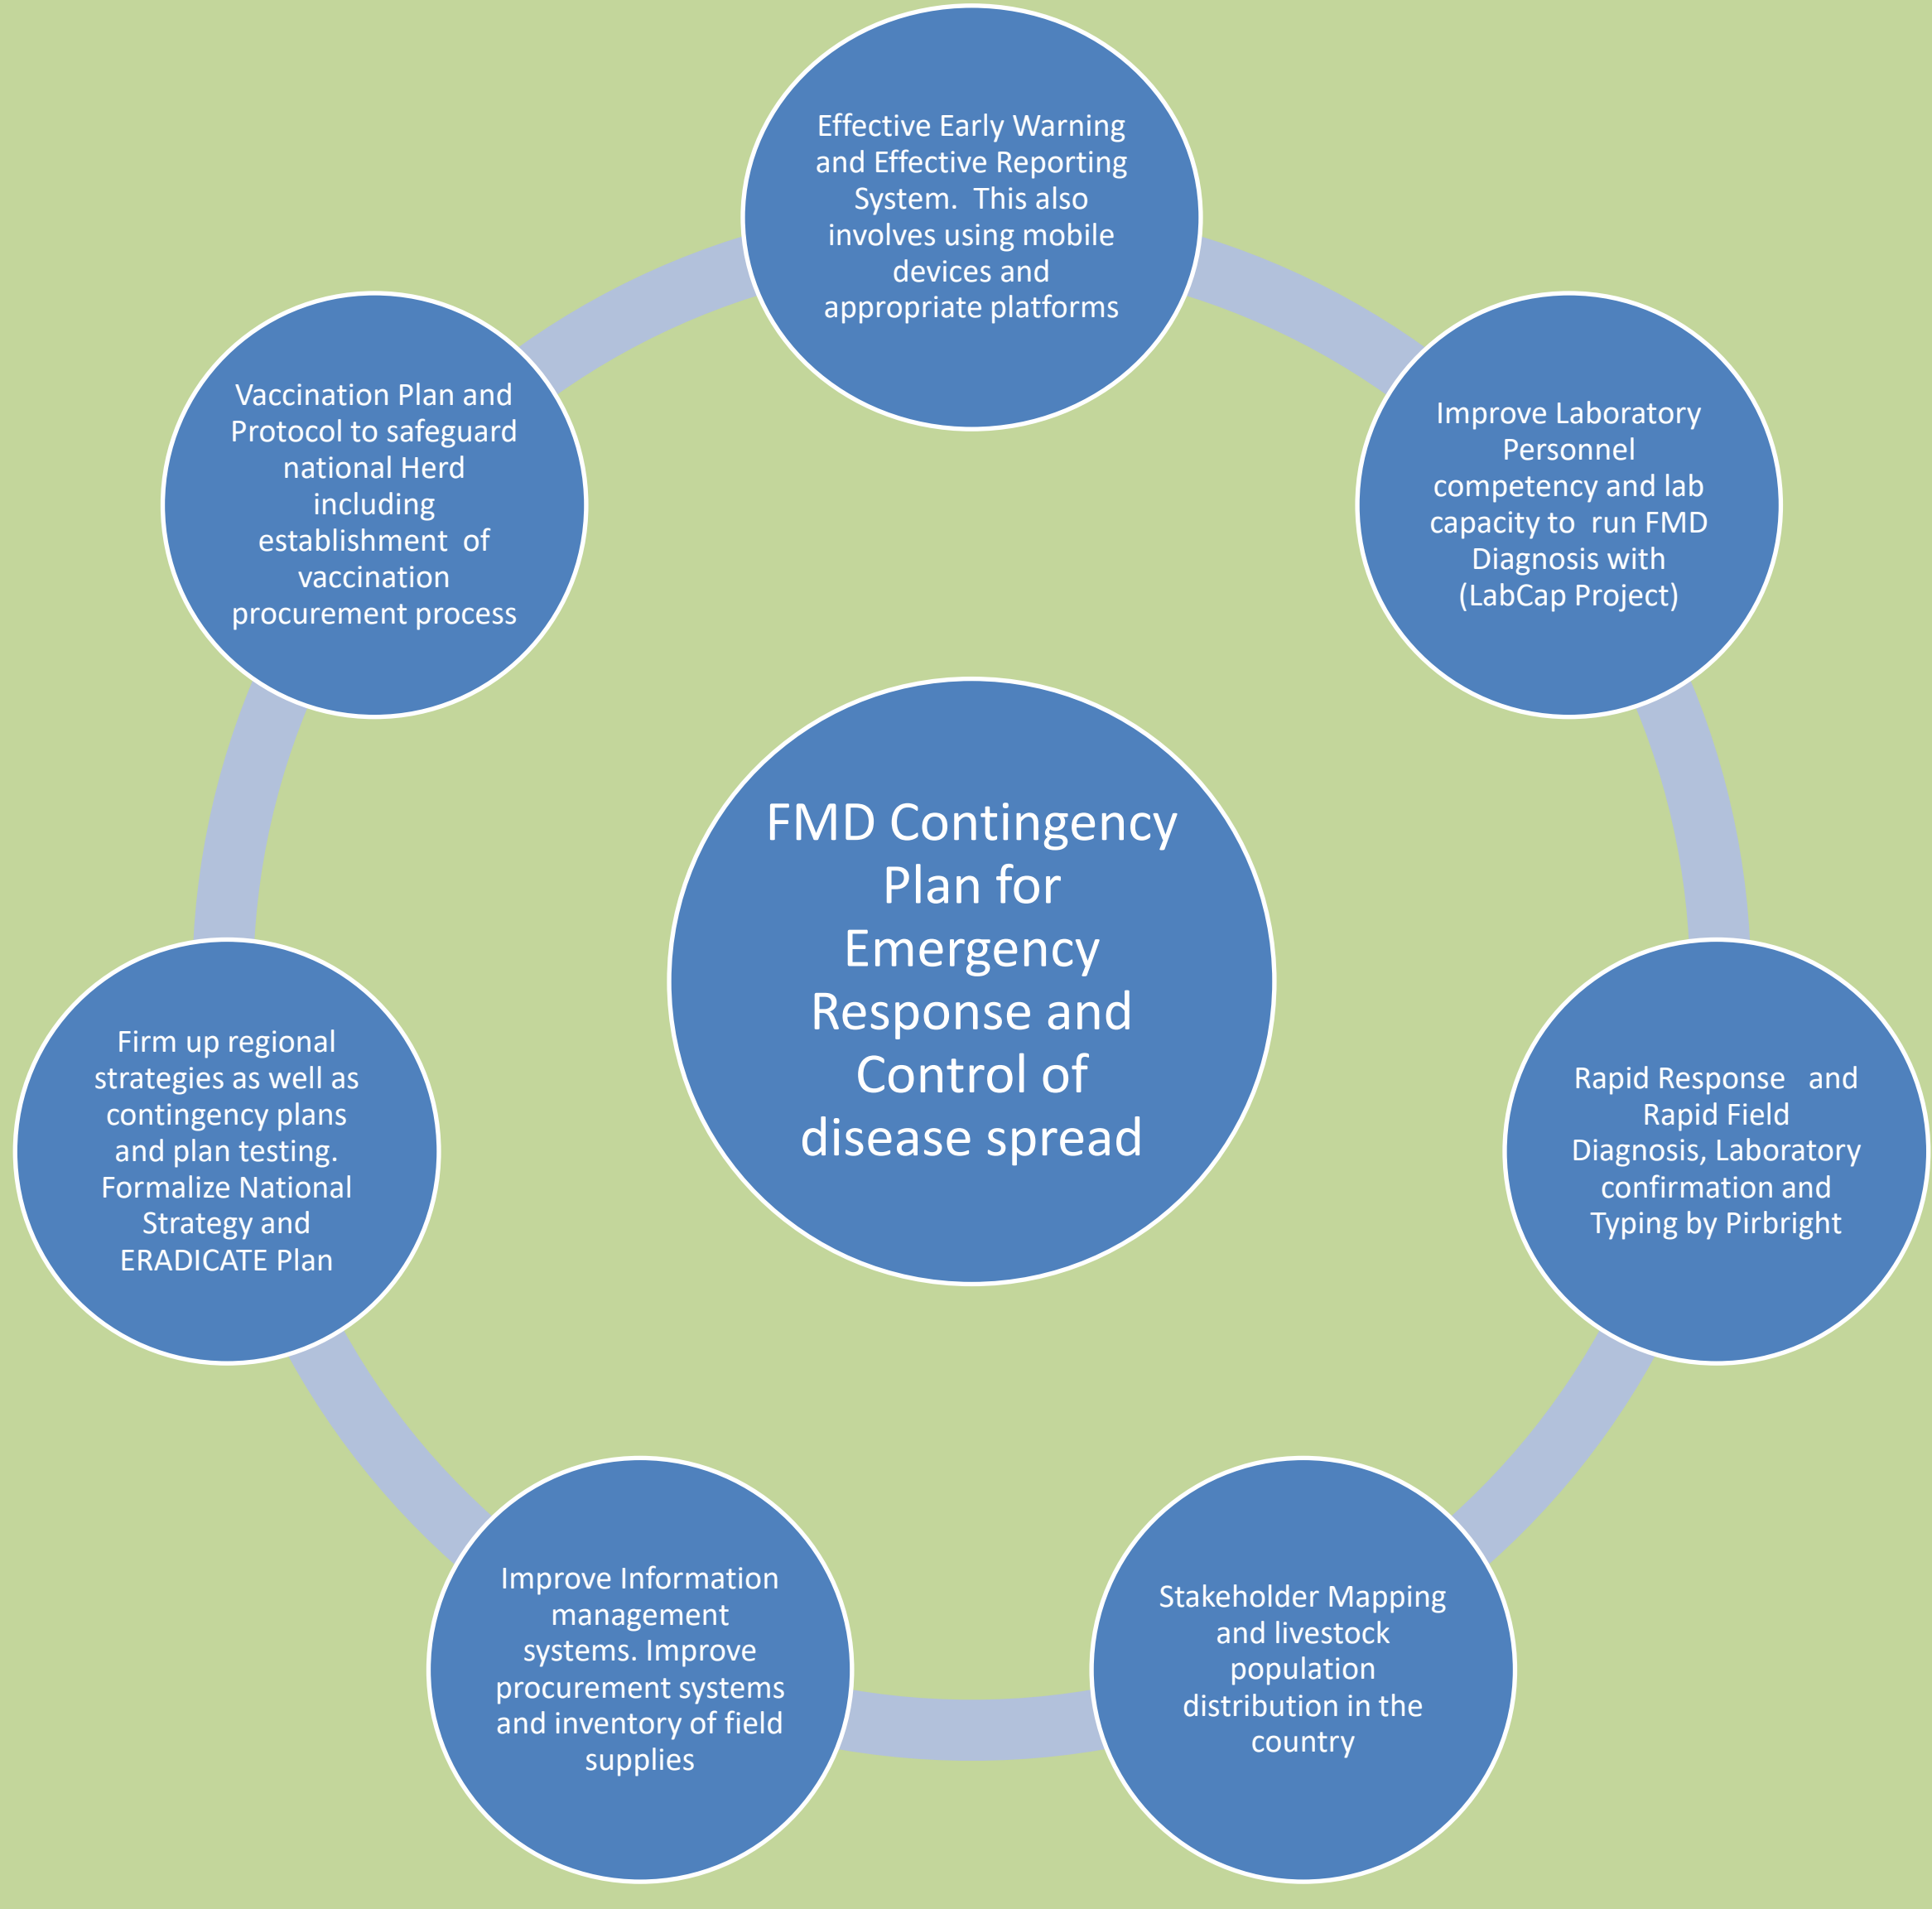 Effective Early Warning
and Effective Reporting
System.  This also
involves using mobile
devices and
appropriate platforms
Improve Laboratory
Personnel
competency and lab
capacity to  run FMD
Diagnosis with
(LabCap Project)
Rapid Response   and
Rapid Field
Diagnosis, Laboratory
confirmation and
Typing by Pirbright
Stakeholder Mapping
and livestock
population
distribution in the
country
Improve Information
management
systems. Improve
procurement systems
and inventory of field
supplies
Firm up regional
strategies as well as
contingency plans
and plan testing.
Formalize National
Strategy and
ERADICATE Plan
Vaccination Plan and
Protocol to safeguard
national Herd
including
establishment  of
vaccination
procurement process
FMD Contingency
Plan for
Emergency
Response and
Control of
disease spread